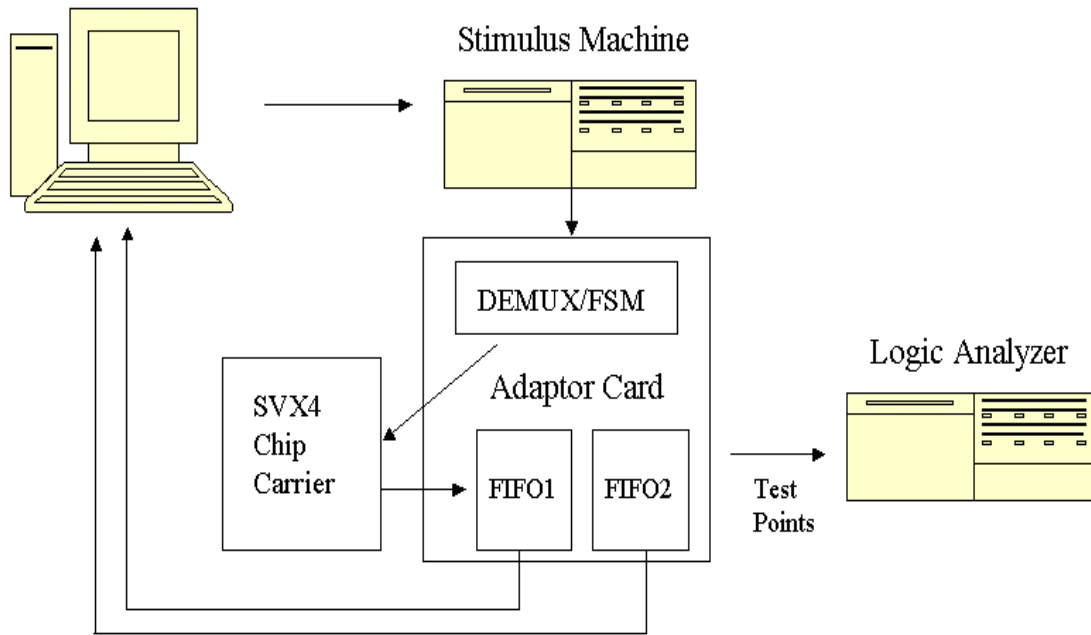 Stimulus Machine
DEMUX/FSM
Adaptor Card
SVX4
Chip
Carrier
FIFO1
FIFO2
Logic Analyzer
Test
Points